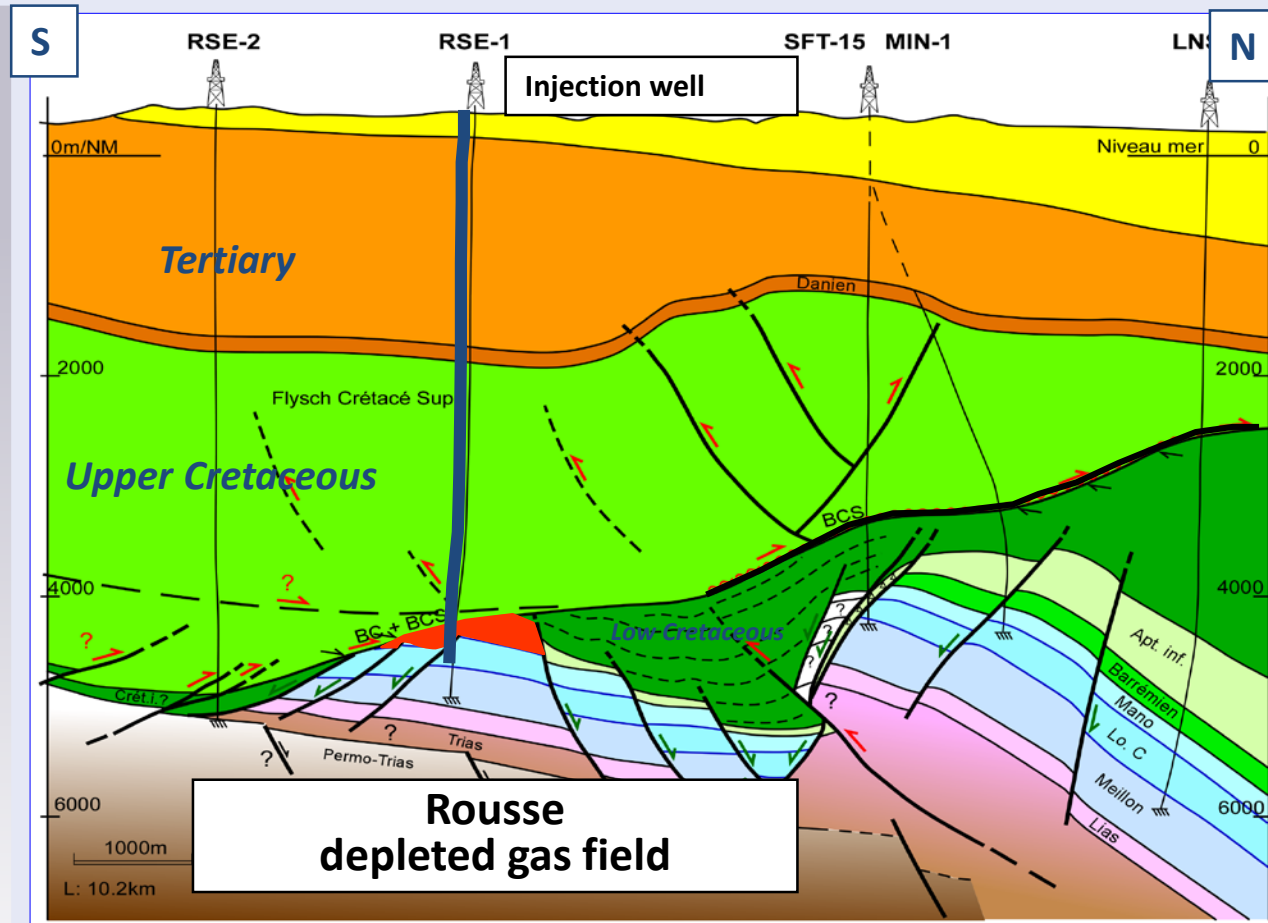 S
RSE-2
RSE-1
SFT-15
MIN-1
N
Injection well
0m/NM
Niveau mer
0
Tertiary
Danien
2000
2000
Flysch Crétacé Sup
Upper Cretaceous
BCS
?
4000
4000
?
BC + BCS
Low Cretaceous
?
?
?
Crét.i.?
Apt. inf.
Barrémien
Mano
Lo. C
Meillon
Lias
?
?
Trias
?
Permo-Trias
6000
6000
Rousse
depleted gas field
1000m
L: 10.2km